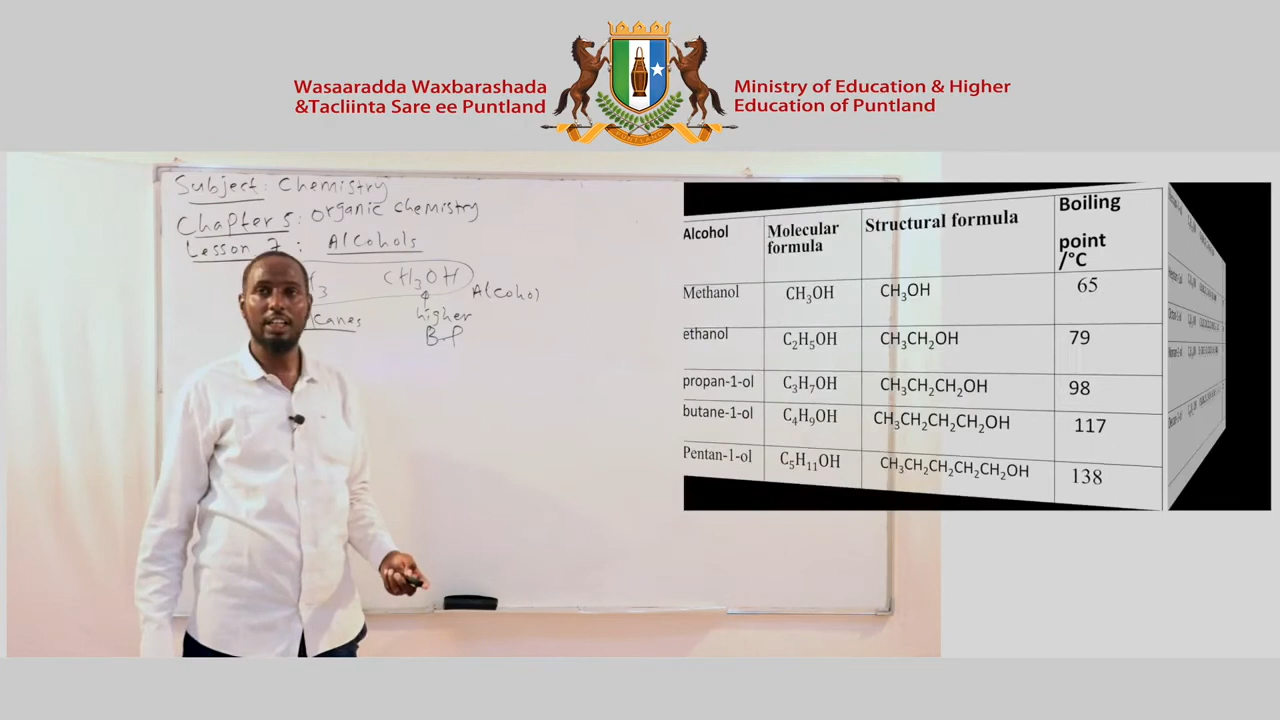 Wasaaradda Waxbarashada
&Tacliinta Sare ee Puntland
Ministry of Education & Higher
Education of Puntland
PUNTLAND
Subject: Chemistry
Chapter 5: organic chemistry
Lesson 7: Alcohols
CH₃OH
Alcohol
higher
B.p
Alcohol Molecular formula Structural formula Boiling point /°C
Methanol CH₃OH CH₃OH 65
ethanol C₂H₅OH CH₃CH₂OH 79
propan-1-ol C₃H₇OH CH₃CH₂CH₂OH 98
butane-1-ol C₄H₉OH CH₃CH₂CH₂CH₂OH 117
Pentan-1-ol C₅H₁₁OH CH₃CH₂CH₂CH₂CH₂OH 138